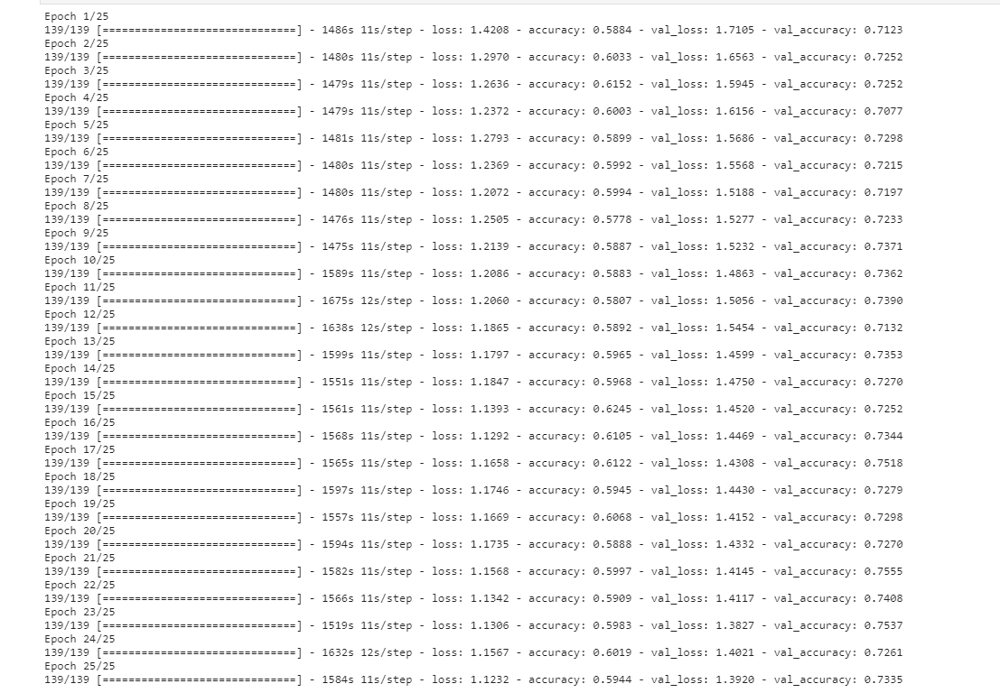 Epoch 1/25
139/139 [==============================] - 1486s 11s/step - loss: 1.4208 - accuracy: 0.5884 - val_loss: 1.7105 - val_accuracy: 0.7123
Epoch 2/25
139/139 [==============================] - 1480s 11s/step - loss: 1.2970 - accuracy: 0.6033 - val_loss: 1.6563 - val_accuracy: 0.7252
Epoch 3/25
139/139 [==============================] - 1479s 11s/step - loss: 1.2636 - accuracy: 0.6152 - val_loss: 1.5945 - val_accuracy: 0.7252
Epoch 4/25
139/139 [==============================] - 1479s 11s/step - loss: 1.2372 - accuracy: 0.6003 - val_loss: 1.6156 - val_accuracy: 0.7077
Epoch 5/25
139/139 [==============================] - 1481s 11s/step - loss: 1.2793 - accuracy: 0.5899 - val_loss: 1.5686 - val_accuracy: 0.7298
Epoch 6/25
139/139 [==============================] - 1480s 11s/step - loss: 1.2369 - accuracy: 0.5992 - val_loss: 1.5568 - val_accuracy: 0.7215
Epoch 7/25
139/139 [==============================] - 1480s 11s/step - loss: 1.2072 - accuracy: 0.5994 - val_loss: 1.5188 - val_accuracy: 0.7197
Epoch 8/25
139/139 [==============================] - 1476s 11s/step - loss: 1.2505 - accuracy: 0.5778 - val_loss: 1.5277 - val_accuracy: 0.7233
Epoch 9/25
139/139 [==============================] - 1475s 11s/step - loss: 1.2139 - accuracy: 0.5887 - val_loss: 1.5232 - val_accuracy: 0.7371
Epoch 10/25
139/139 [==============================] - 1589s 11s/step - loss: 1.2086 - accuracy: 0.5883 - val_loss: 1.4863 - val_accuracy: 0.7362
Epoch 11/25
139/139 [==============================] - 1675s 12s/step - loss: 1.2060 - accuracy: 0.5807 - val_loss: 1.5056 - val_accuracy: 0.7390
Epoch 12/25
139/139 [==============================] - 1638s 12s/step - loss: 1.1865 - accuracy: 0.5892 - val_loss: 1.5454 - val_accuracy: 0.7132
Epoch 13/25
139/139 [==============================] - 1599s 11s/step - loss: 1.1797 - accuracy: 0.5965 - val_loss: 1.4599 - val_accuracy: 0.7353
Epoch 14/25
139/139 [==============================] - 1551s 11s/step - loss: 1.1847 - accuracy: 0.5968 - val_loss: 1.4750 - val_accuracy: 0.7270
Epoch 15/25
139/139 [==============================] - 1561s 11s/step - loss: 1.1393 - accuracy: 0.6245 - val_loss: 1.4520 - val_accuracy: 0.7252
Epoch 16/25
139/139 [==============================] - 1568s 11s/step - loss: 1.1292 - accuracy: 0.6105 - val_loss: 1.4469 - val_accuracy: 0.7344
Epoch 17/25
139/139 [==============================] - 1565s 11s/step - loss: 1.1658 - accuracy: 0.6122 - val_loss: 1.4308 - val_accuracy: 0.7518
Epoch 18/25
139/139 [==============================] - 1597s 11s/step - loss: 1.1746 - accuracy: 0.5945 - val_loss: 1.4430 - val_accuracy: 0.7279
Epoch 19/25
139/139 [==============================] - 1557s 11s/step - loss: 1.1669 - accuracy: 0.6068 - val_loss: 1.4152 - val_accuracy: 0.7298
Epoch 20/25
139/139 [==============================] - 1594s 11s/step - loss: 1.1735 - accuracy: 0.5888 - val_loss: 1.4332 - val_accuracy: 0.7270
Epoch 21/25
139/139 [==============================] - 1582s 11s/step - loss: 1.1568 - accuracy: 0.5997 - val_loss: 1.4145 - val_accuracy: 0.7555
Epoch 22/25
139/139 [==============================] - 1566s 11s/step - loss: 1.1342 - accuracy: 0.5909 - val_loss: 1.4117 - val_accuracy: 0.7408
Epoch 23/25
139/139 [==============================] - 1519s 11s/step - loss: 1.1306 - accuracy: 0.5983 - val_loss: 1.3827 - val_accuracy: 0.7537
Epoch 24/25
139/139 [==============================] - 1632s 12s/step - loss: 1.1567 - accuracy: 0.6019 - val_loss: 1.4021 - val_accuracy: 0.7261
Epoch 25/25
139/139 [==============================] - 1584s 11s/step - loss: 1.1232 - accuracy: 0.5944 - val_loss: 1.3920 - val_accuracy: 0.7335